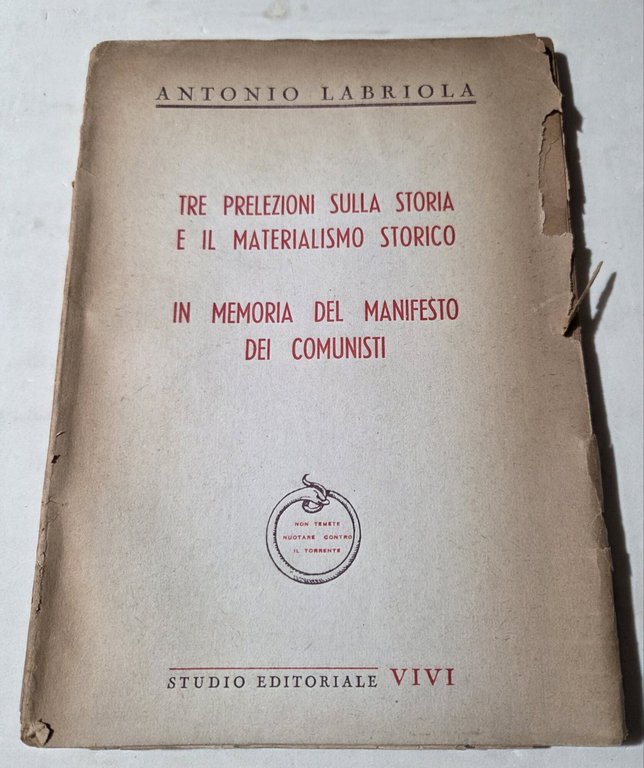 ANTONIO LABRIOLA
TRE PRELEZIONI SULLA STORIA
E IL MATERIALISMO STORICO
IN MEMORIA DEL MANIFESTO
DEI COMUNISTI
NON TEMETE
NUOTARE CONTRO
IL TORRENTE
STUDIO EDITORIALE VIVI